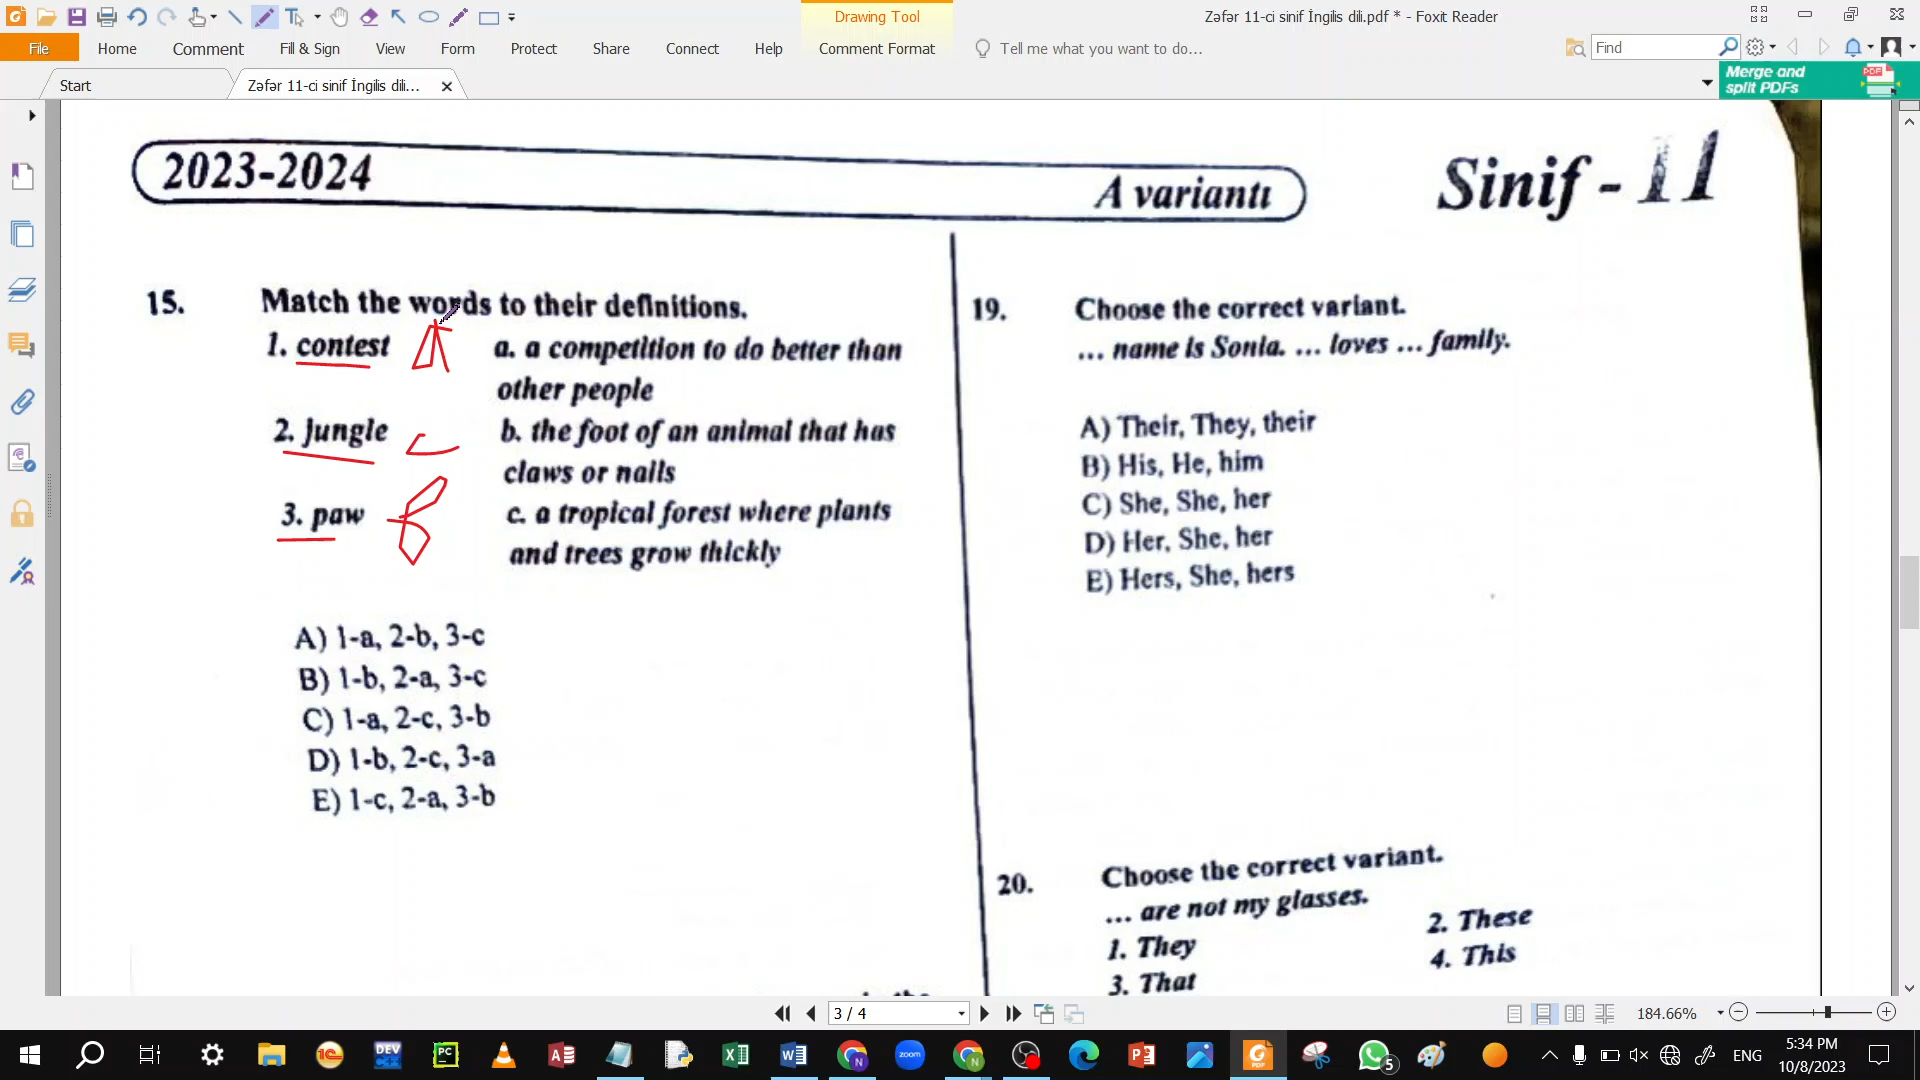 Drawing Tool
Zəfər 11-ci sinif İngilis dili.pdf * - Foxit Reader
File
Home
Comment
Fill & Sign
View
Form
Protect
Share
Connect
Help
Comment Format
Tell me what you want to do...
Find
Start
Zəfər 11-ci sinif İngilis dili...
Merge and
split PDFs
2023-2024
A variantı
Sinif - 11
15. Match the words to their definitions.
1. contest A a. a competition to do better than
other people
2. jungle C b. the foot of an animal that has
claws or nails
3. paw B c. a tropical forest where plants
and trees grow thickly
A) 1-a, 2-b, 3-c
B) 1-b, 2-a, 3-c
C) 1-a, 2-c, 3-b
D) 1-b, 2-c, 3-a
E) 1-c, 2-a, 3-b
19. Choose the correct variant.
... name is Sonia. ... loves ... family.
A) Their, They, their
B) His, He, him
C) She, She, her
D) Her, She, her
E) Hers, She, hers
20. Choose the correct variant.
... are not my glasses.
1. They 2. These
3. That 4. This
3 / 4
184.66%
ENG
5:34 PM
10/8/2023
5
zoom
DEV
PC